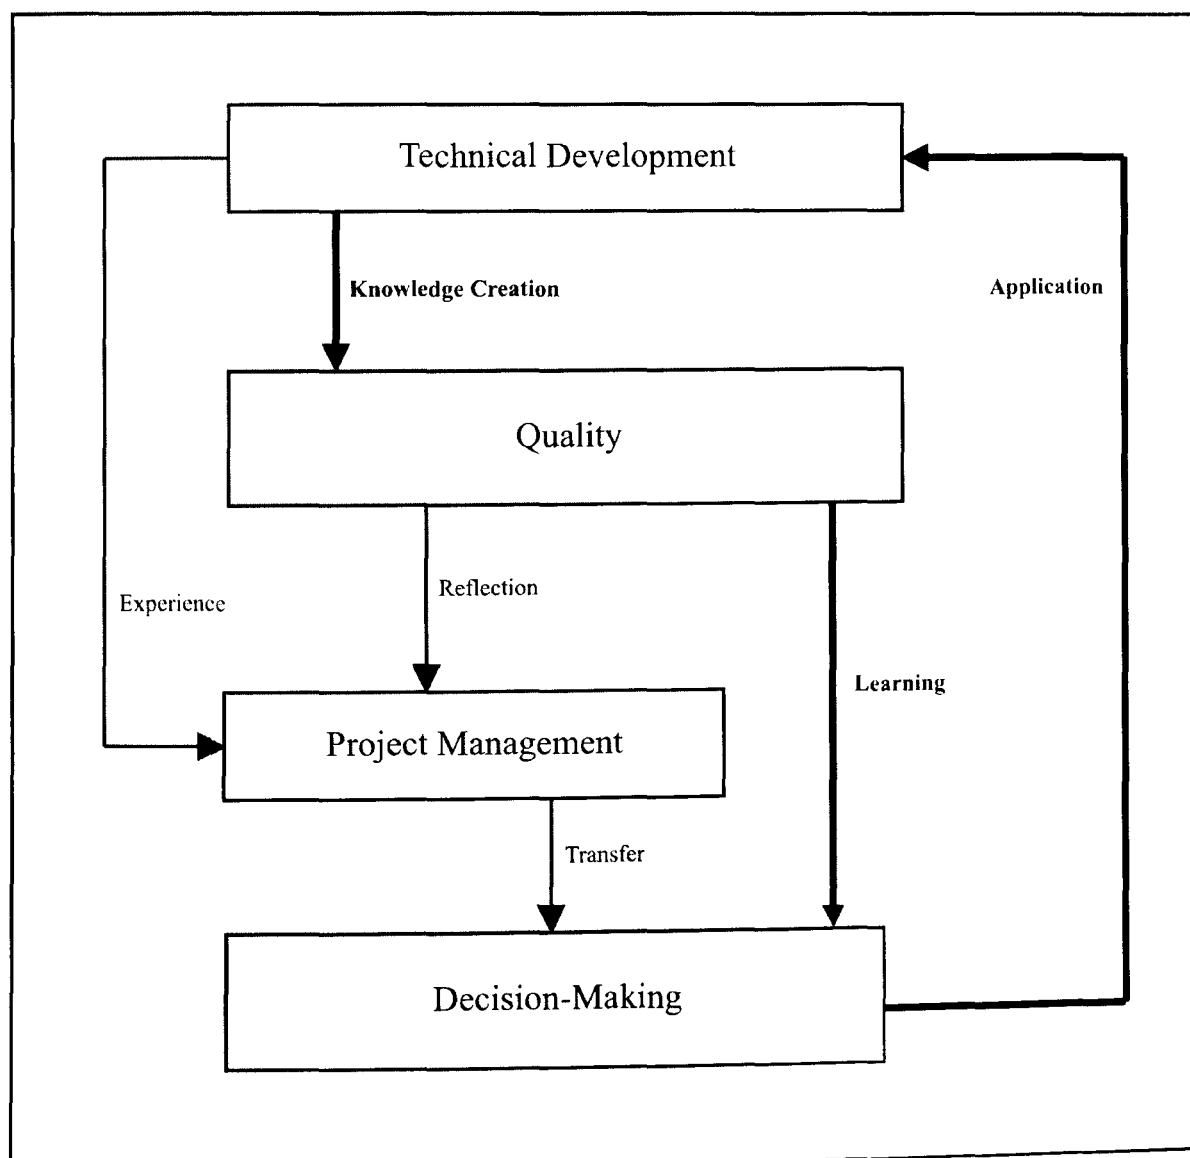 Technical Development
Knowledge Creation
Application
Quality
Experience
Reflection
Learning
Project Management
Transfer
Decision-Making